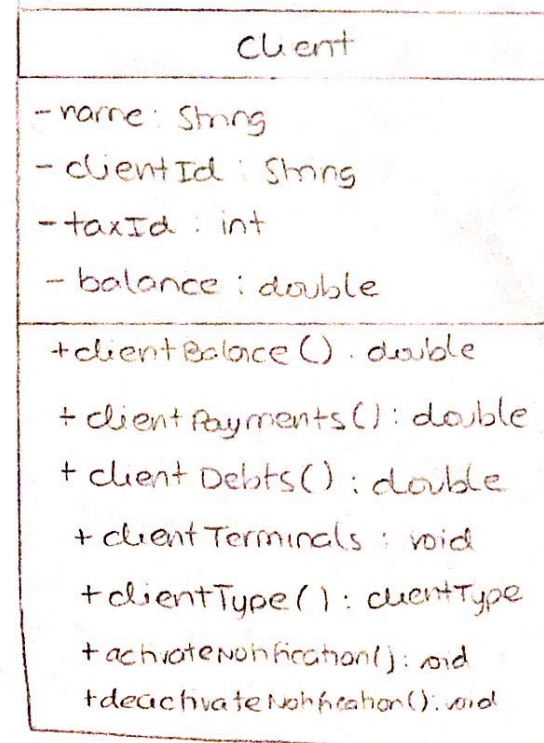 Client
- name: String
- clientId : String
- taxId : int
- balance : double
+clientBalace() : double
+ clientPayments() : double
+ clientDebts() : double
+ clientTerminals : void
+ clientType() : clientType
+ activateNotification() : void
+deactivateNotification() : void